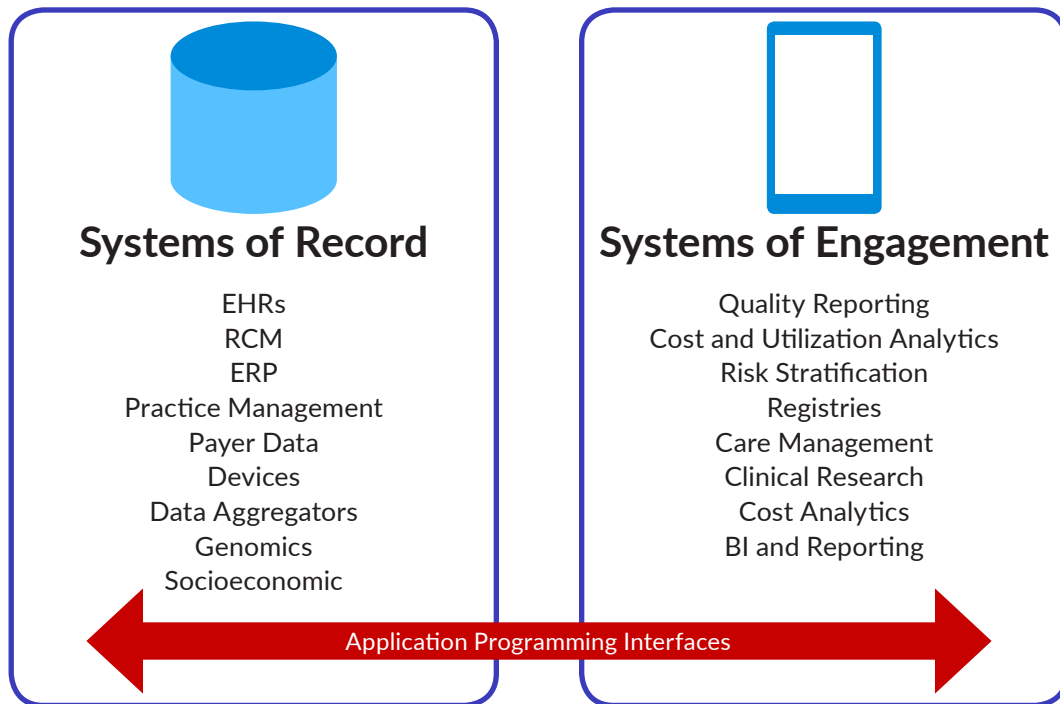 Systems of Record
EHRs
RCM
ERP
Practice Management
Payer Data
Devices
Data Aggregators
Genomics
Socioeconomic
Systems of Engagement
Quality Reporting
Cost and Utilization Analytics
Risk Stratification
Registries
Care Management
Clinical Research
Cost Analytics
BI and Reporting
Application Programming Interfaces